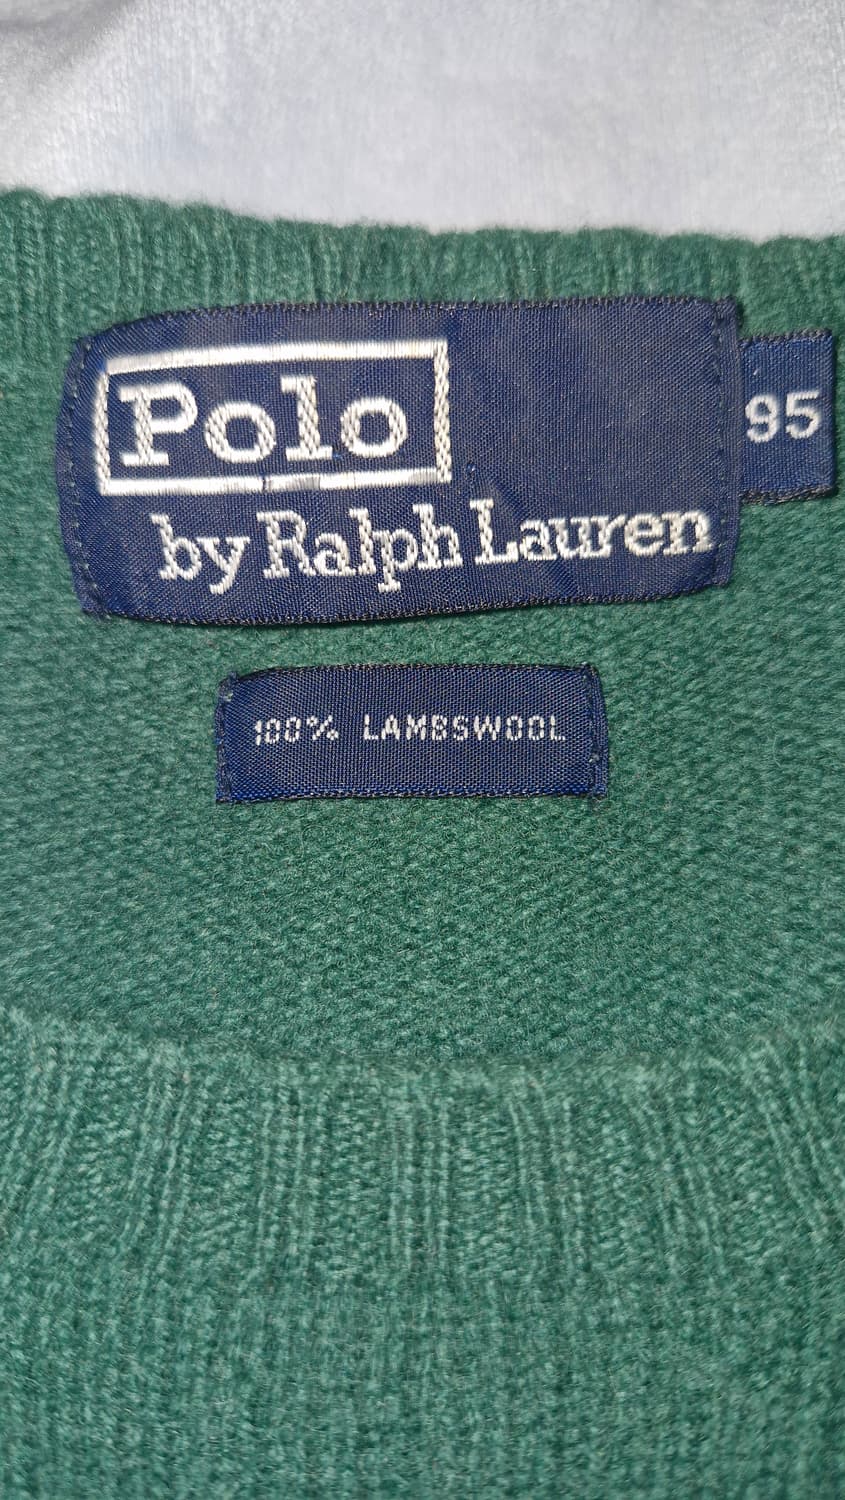 Polo
by Ralph Lauren
95
100% LAMBSWOOL